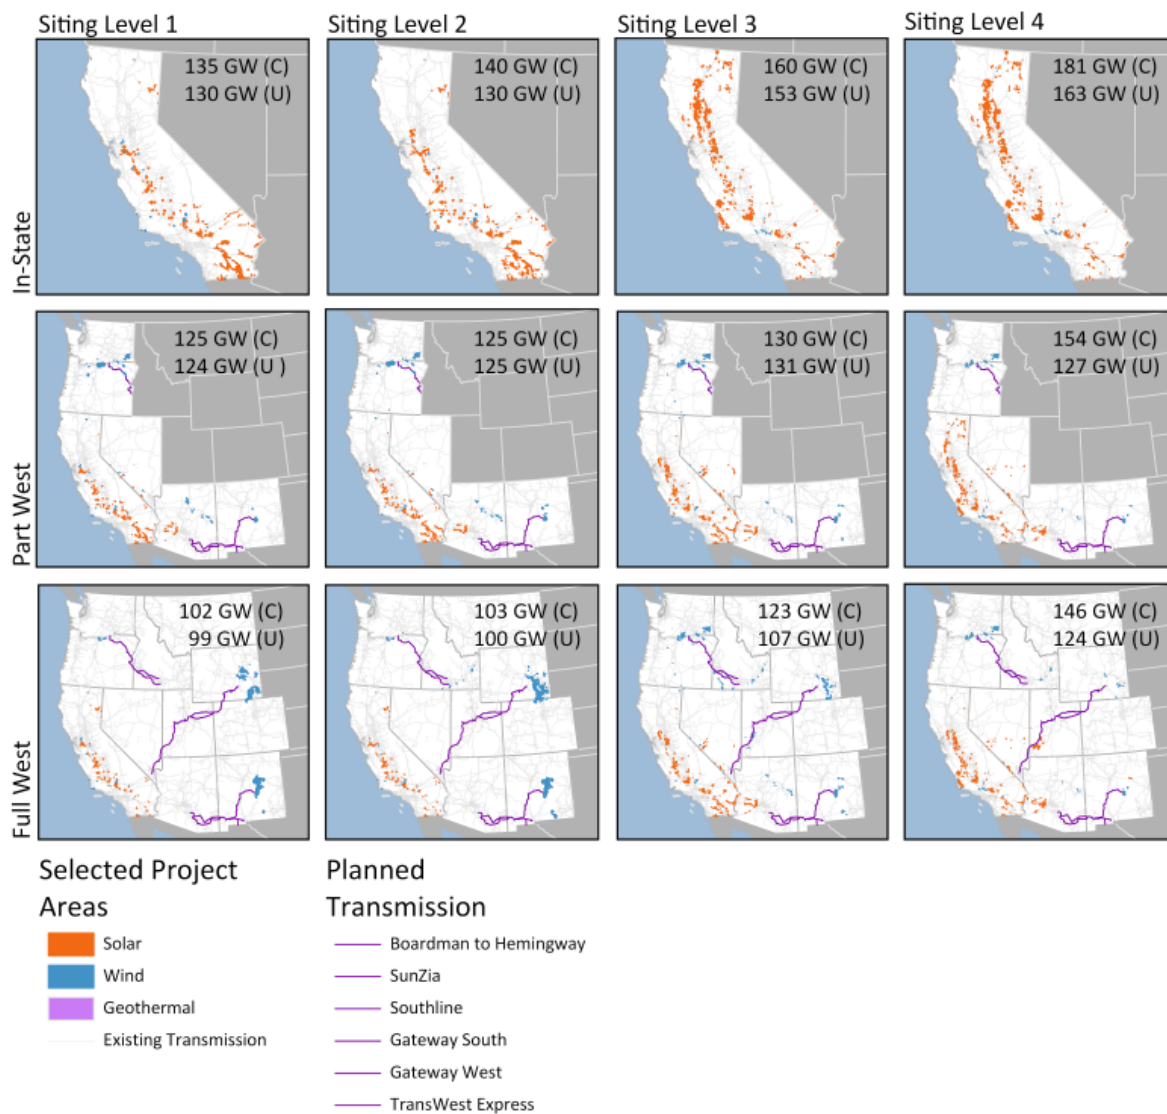 Siting Level 1
Siting Level 2
Siting Level 3
Siting Level 4
In-State
135 GW (C)
130 GW (U)
140 GW (C)
130 GW (U)
160 GW (C)
153 GW (U)
181 GW (C)
163 GW (U)
Part West
125 GW (C)
124 GW (U )
125 GW (C)
125 GW (U)
130 GW (C)
131 GW (U)
154 GW (C)
127 GW (U)
Full West
102 GW (C)
99 GW (U)
103 GW (C)
100 GW (U)
123 GW (C)
107 GW (U)
146 GW (C)
124 GW (U)
Selected Project
Areas
Solar
Wind
Geothermal
Existing Transmission
Planned
Transmission
Boardman to Hemingway
SunZia
Southline
Gateway South
Gateway West
TransWest Express